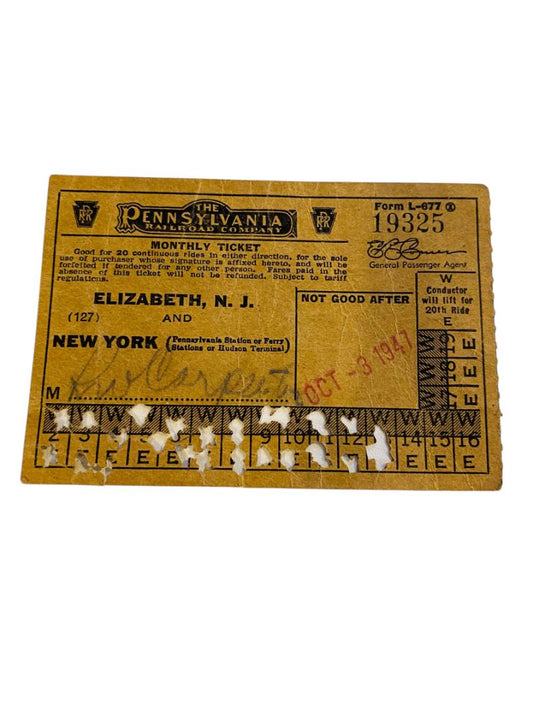 THE
PENNSYLVANIA
RAILROAD COMPANY
PRR
PRR
Form L-677
19325
General Passenger Agent
MONTHLY TICKET
Good for 20 continuous rides in either direction, for the sole
use of purchaser whose signature is affixed hereto, and will be
forfeited if tendered for any other person. Fares paid in the
absence of this ticket will not be refunded. Subject to tariff
regulations.
ELIZABETH, N. J.
(127) AND
NEW YORK (Pennsylvania Station or Ferry
Stations or Hudson Terminal)
M
NOT GOOD AFTER
OCT -3 1947
W
Conductor
will lift for
20th Ride
E
W W W
17 18 19
E E E
W W W W W
2 3 9 10 11 12 14 15 16
E E E E E E E E E